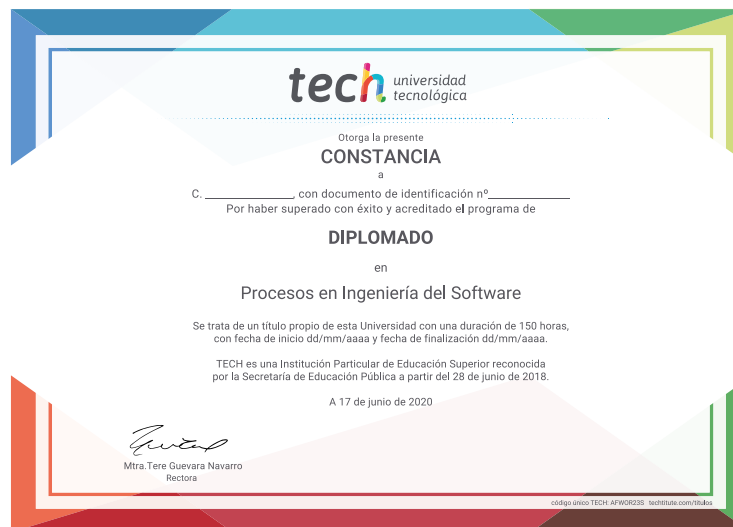 tech universidad
tecnológica
Otorga la presente
CONSTANCIA
a
C. ______________, con documento de identificación nº______________
Por haber superado con éxito y acreditado el programa de
DIPLOMADO
en
Procesos en Ingeniería del Software
Se trata de un título propio de esta Universidad con una duración de 150 horas,
con fecha de inicio dd/mm/aaaa y fecha de finalización dd/mm/aaaa.
TECH es una Institución Particular de Educación Superior reconocida
por la Secretaría de Educación Pública a partir del 28 de junio de 2018.
A 17 de junio de 2020
Mtra.Tere Guevara Navarro
Rectora
código único TECH: AFWOR23S techtitute.com/titulos